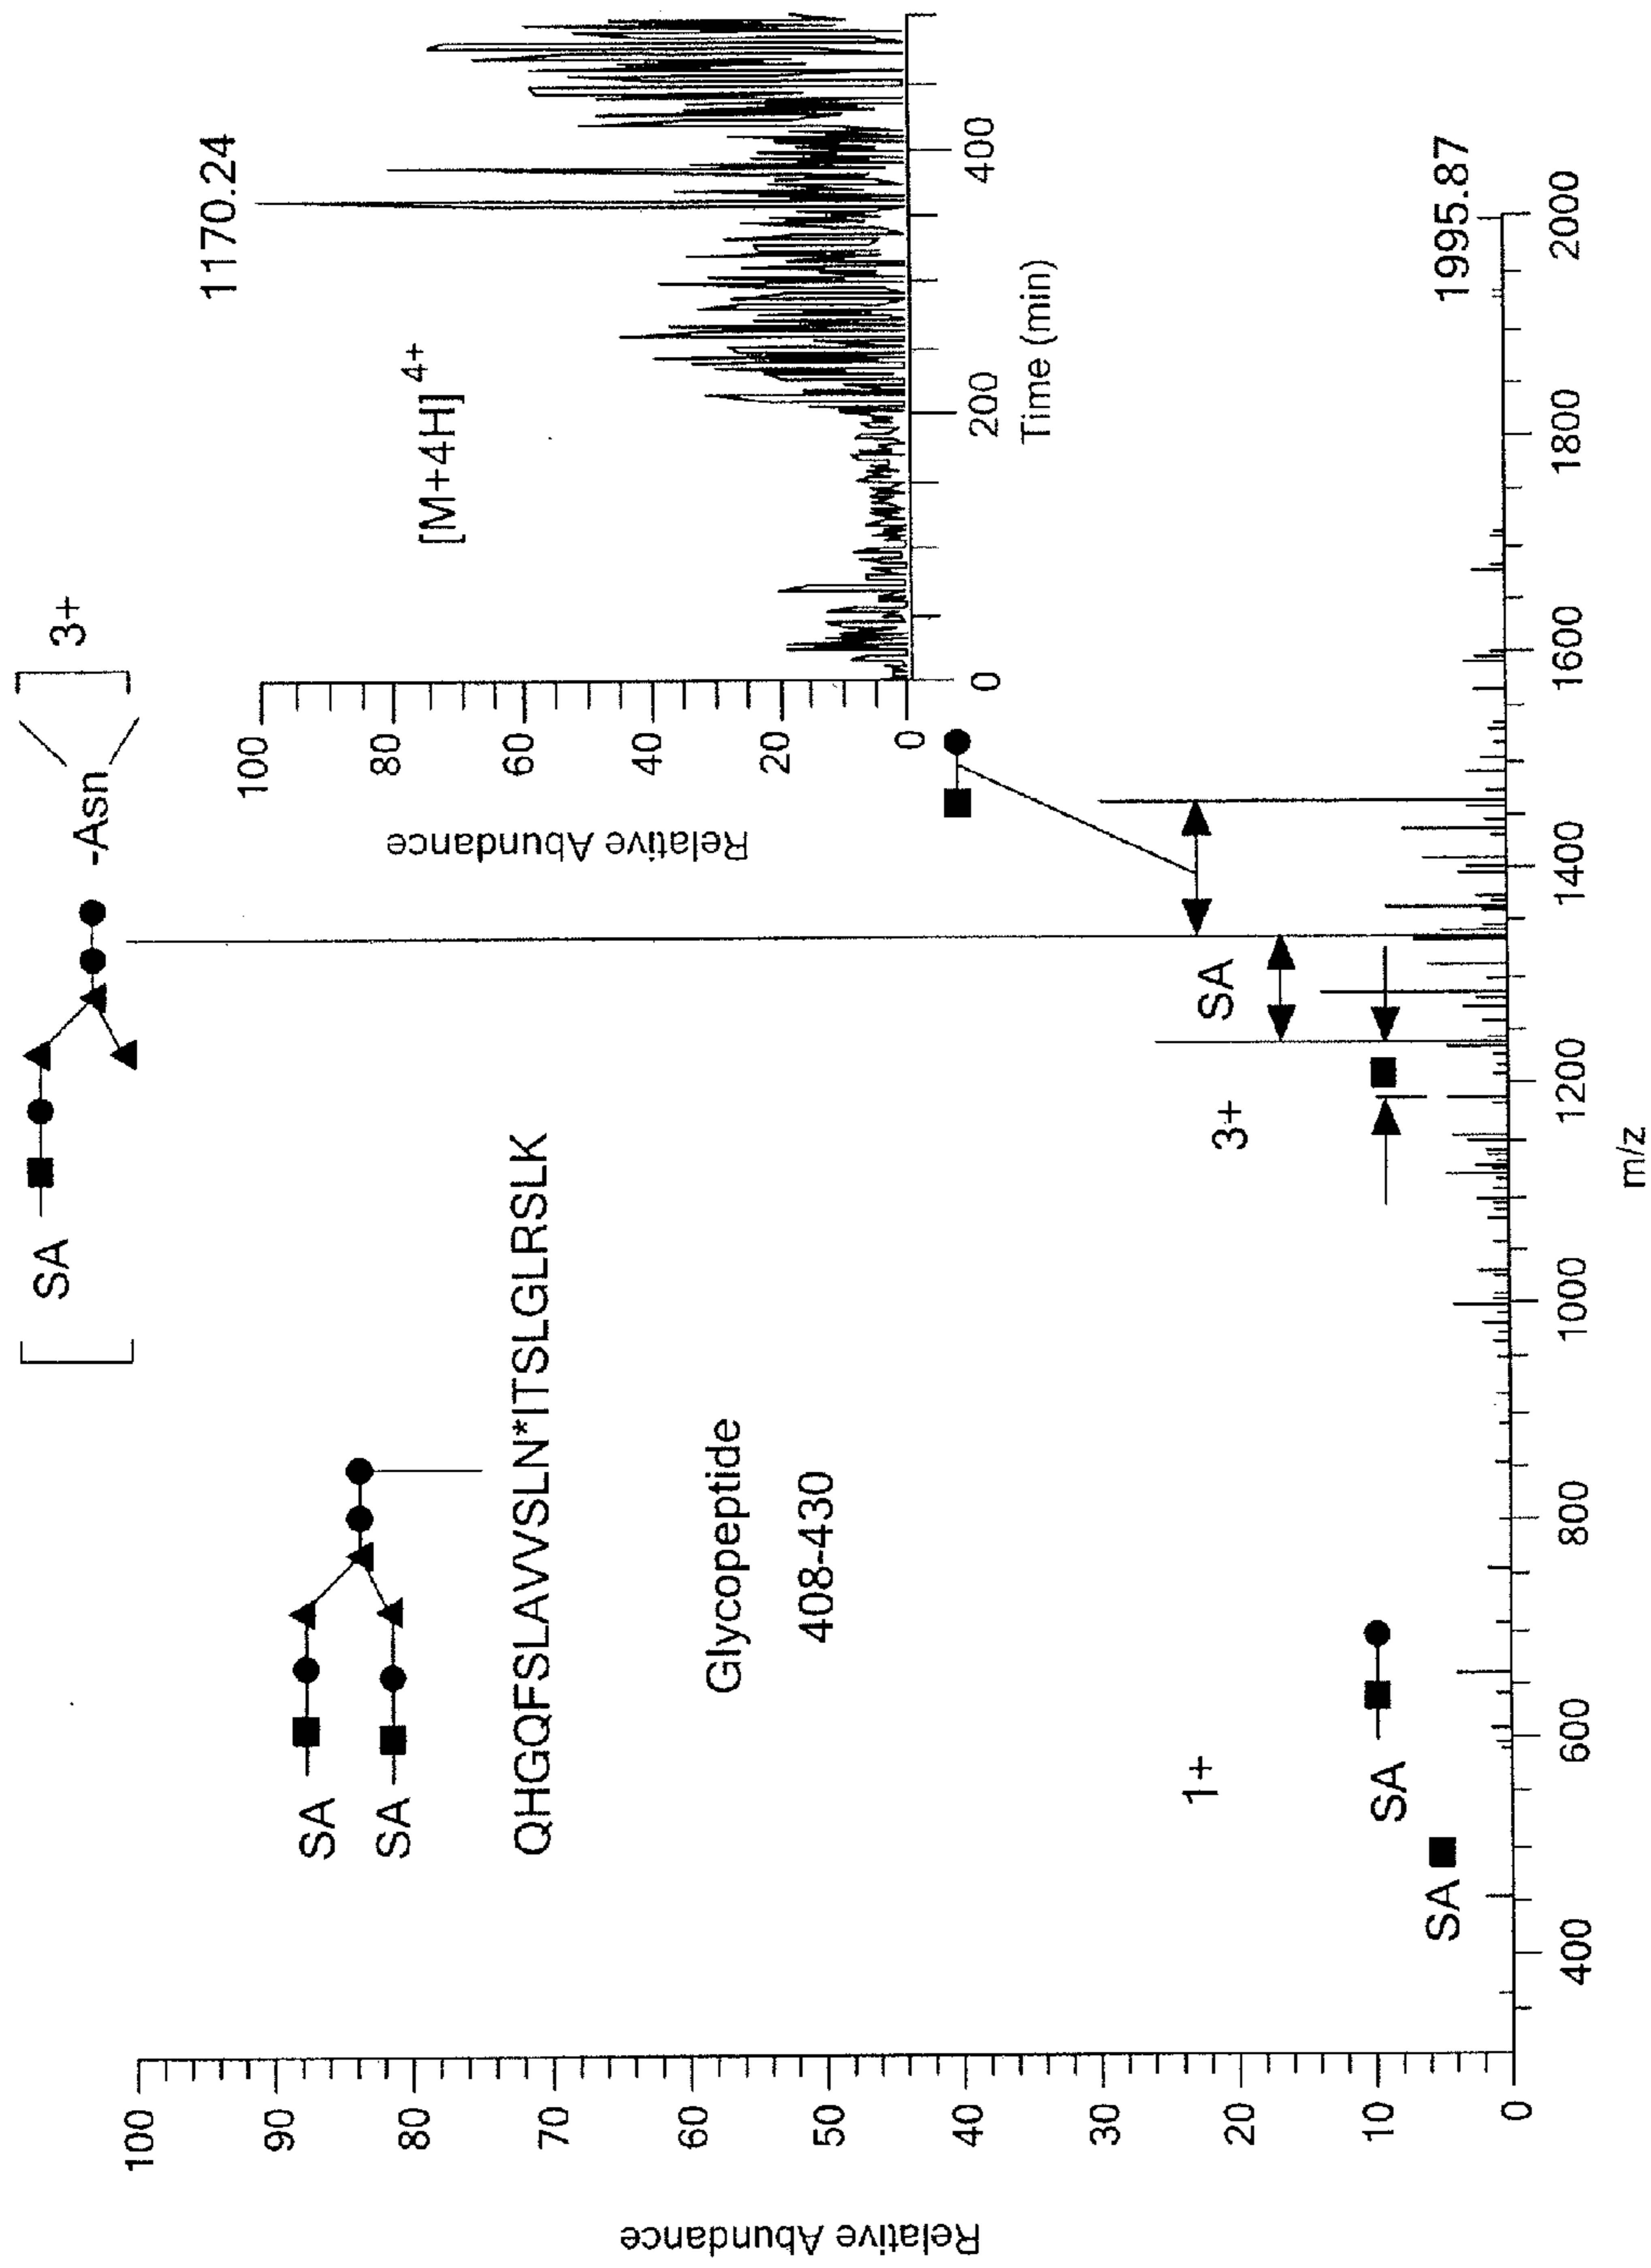 [ SA -Asn ] 3+
SA
SA
QHGQFSLAVVSLN*ITSLGLRSLK
Glycopeptide
408-430
1170.24
[M+4H] 4+
Relative Abundance
100
80
60
40
20
0
0
200
400
Time (min)
Relative Abundance
100
90
80
70
60
50
40
30
20
10
0
1+
SA
SA
3+
SA
1995.87
400
600
800
1000
1200
1400
1600
1800
2000
m/z